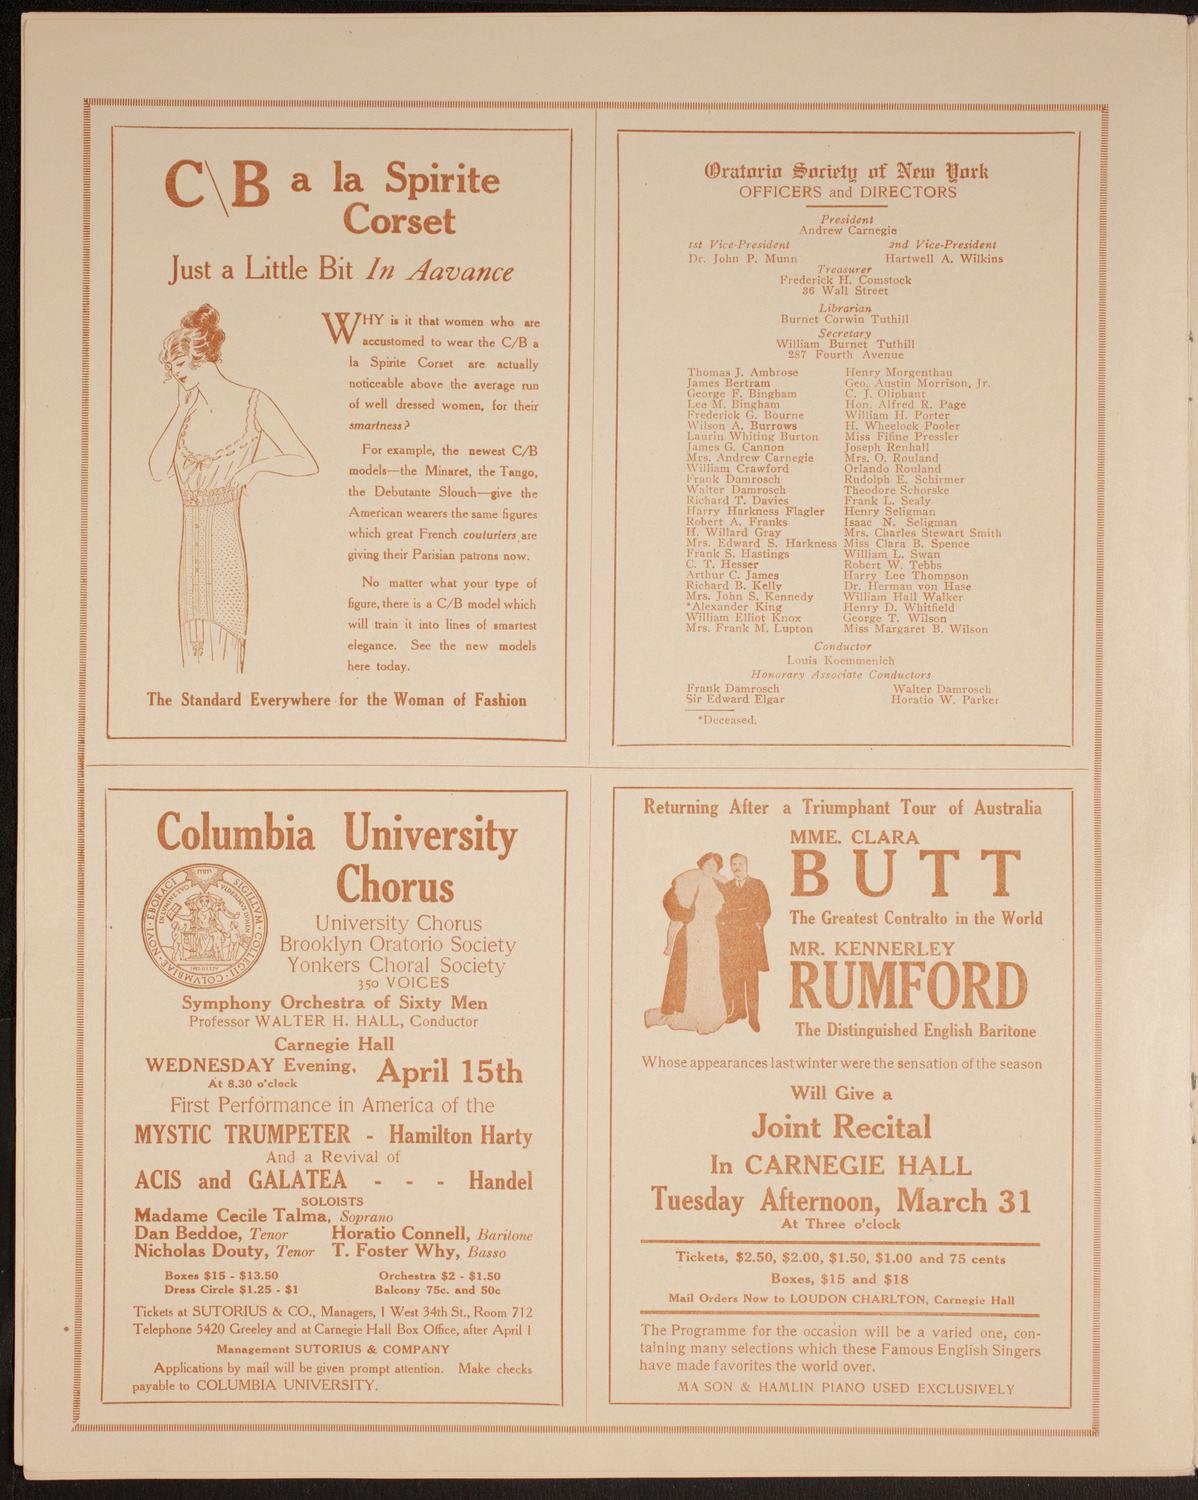 C\B a la Spirite
Corset
Just a Little Bit In Aavance
WHY is it that women who are
accustomed to wear the C/B a
la Spirite Corset are actually
noticeable above the average run
of well dressed women, for their
smartness?
For example, the newest C/B
models—the Minaret, the Tango,
the Debutante Slouch—give the
American wearers the same figures
which great French couturiers are
giving their Parisian patrons now.
No matter what your type of
figure, there is a C/B model which
will train it into lines of smartest
elegance. See the new models
here today.
The Standard Everywhere for the Woman of Fashion
Oratorio Society of New York
OFFICERS and DIRECTORS
President
Andrew Carnegie
1st Vice-President 2nd Vice-President
Dr. John P. Munn Hartwell A. Wilkins
Treasurer
Frederick H. Comstock
36 Wall Street
Librarian
Burnet Corwin Tuthill
Secretary
William Burnet Tuthill
287 Fourth Avenue
Thomas J. Ambrose Henry Morgenthau
James Bertram Geo. Austin Morrison, Jr.
George F. Bingham C. J. Oliphant
Lee M. Bingham Hon. Alfred R. Page
Frederick G. Bourne William H. Porter
Wilson A. Burrows H. Wheelock Pooler
Laurin Whiting Burton Miss Fifine Pressler
James G. Cannon Joseph Renhall
Mrs. Andrew Carnegie Mrs. O. Rouland
William Crawford Orlando Rouland
Frank Damrosch Rudolph E. Schirmer
Walter Damrosch Theodore Schorske
Richard T. Davies Frank L. Sealy
Harry Harkness Flagler Henry Seligman
Robert A. Franks Isaac N. Seligman
H. Willard Gray Mrs. Charles Stewart Smith
Mrs. Edward S. Harkness Miss Clara B. Spence
Frank S. Hastings William L. Swan
C. T. Hesser Robert W. Tebbs
Arthur C. James Harry Lee Thompson
Richard B. Kelly Dr. Herman von Hase
Mrs. John S. Kennedy William Hall Walker
*Alexander King Henry D. Whitfield
William Elliot Knox George T. Wilson
Mrs. Frank M. Lupton Miss Margaret B. Wilson
Conductor
Louis Koemmenich
Honorary Associate Conductors
Frank Damrosch Walter Damrosch
Sir Edward Elgar Horatio W. Parker
*Deceased.
Columbia University
Chorus
SIGILLVM COLLEGII COLVMBIAE NOVI EBORACI
University Chorus
Brooklyn Oratorio Society
Yonkers Choral Society
350 VOICES
Symphony Orchestra of Sixty Men
Professor WALTER H. HALL, Conductor
Carnegie Hall
WEDNESDAY Evening, April 15th
At 8.30 o'clock
First Performance in America of the
MYSTIC TRUMPETER - Hamilton Harty
And a Revival of
ACIS and GALATEA - - - Handel
SOLOISTS
Madame Cecile Talma, Soprano
Dan Beddoe, Tenor Horatio Connell, Baritone
Nicholas Douty, Tenor T. Foster Why, Basso
Boxes $15 - $13.50 Orchestra $2 - $1.50
Dress Circle $1.25 - $1 Balcony 75c. and 50c
Tickets at SUTORIUS & CO., Managers, 1 West 34th St., Room 712
Telephone 5420 Greeley and at Carnegie Hall Box Office, after April 1
Management SUTORIUS & COMPANY
Applications by mail will be given prompt attention. Make checks
payable to COLUMBIA UNIVERSITY.
Returning After a Triumphant Tour of Australia
MME. CLARA
BUTT
The Greatest Contralto in the World
MR. KENNERLEY
RUMFORD
The Distinguished English Baritone
Whose appearances last winter were the sensation of the season
Will Give a
Joint Recital
In CARNEGIE HALL
Tuesday Afternoon, March 31
At Three o'clock
Tickets, $2.50, $2.00, $1.50, $1.00 and 75 cents
Boxes, $15 and $18
Mail Orders Now to LOUDON CHARLTON, Carnegie Hall
The Programme for the occasion will be a varied one, con-
taining many selections which these Famous English Singers
have made favorites the world over.
MASON & HAMLIN PIANO USED EXCLUSIVELY